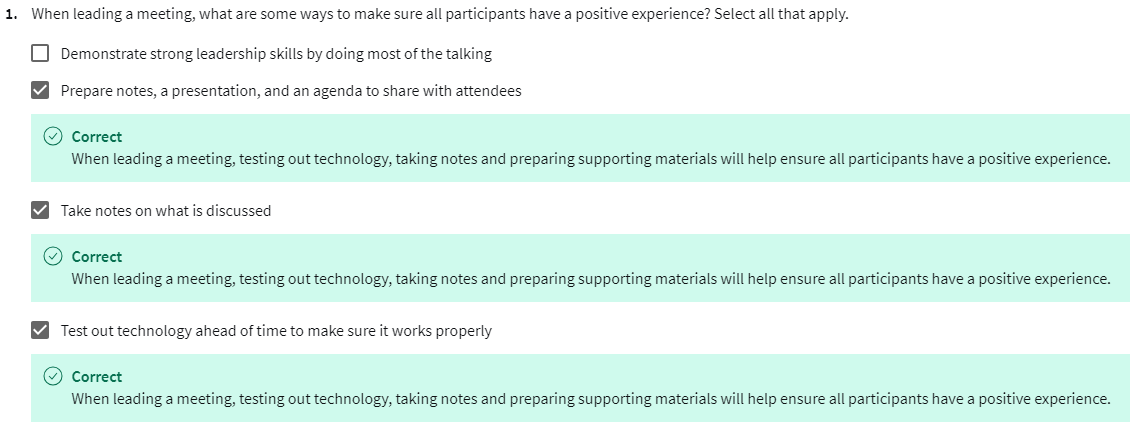 1. When leading a meeting, what are some ways to make sure all participants have a positive experience? Select all that apply.
Demonstrate strong leadership skills by doing most of the talking
Prepare notes, a presentation, and an agenda to share with attendees
Correct
When leading a meeting, testing out technology, taking notes and preparing supporting materials will help ensure all participants have a positive experience.
Take notes on what is discussed
Correct
When leading a meeting, testing out technology, taking notes and preparing supporting materials will help ensure all participants have a positive experience.
Test out technology ahead of time to make sure it works properly
Correct
When leading a meeting, testing out technology, taking notes and preparing supporting materials will help ensure all participants have a positive experience.